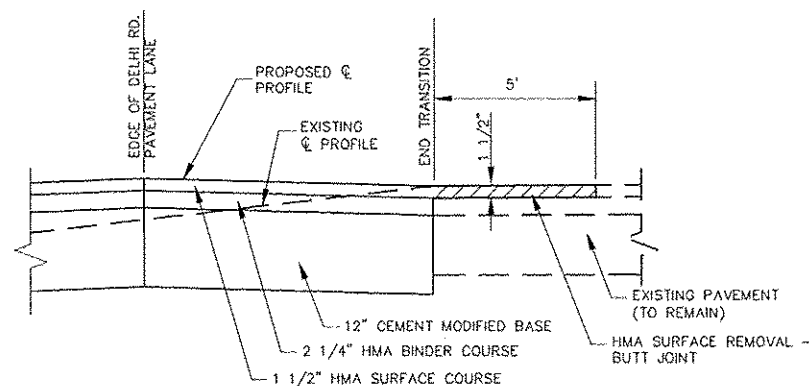 EDGE OF DELHI RD.
PAVEMENT LANE
PROPOSED ℄
PROFILE
EXISTING
℄ PROFILE
END TRANSITION
5'
1 1/2"
EXISTING PAVEMENT
(TO REMAIN)
HMA SURFACE REMOVAL -
BUTT JOINT
12" CEMENT MODIFIED BASE
2 1/4" HMA BINDER COURSE
1 1/2" HMA SURFACE COURSE